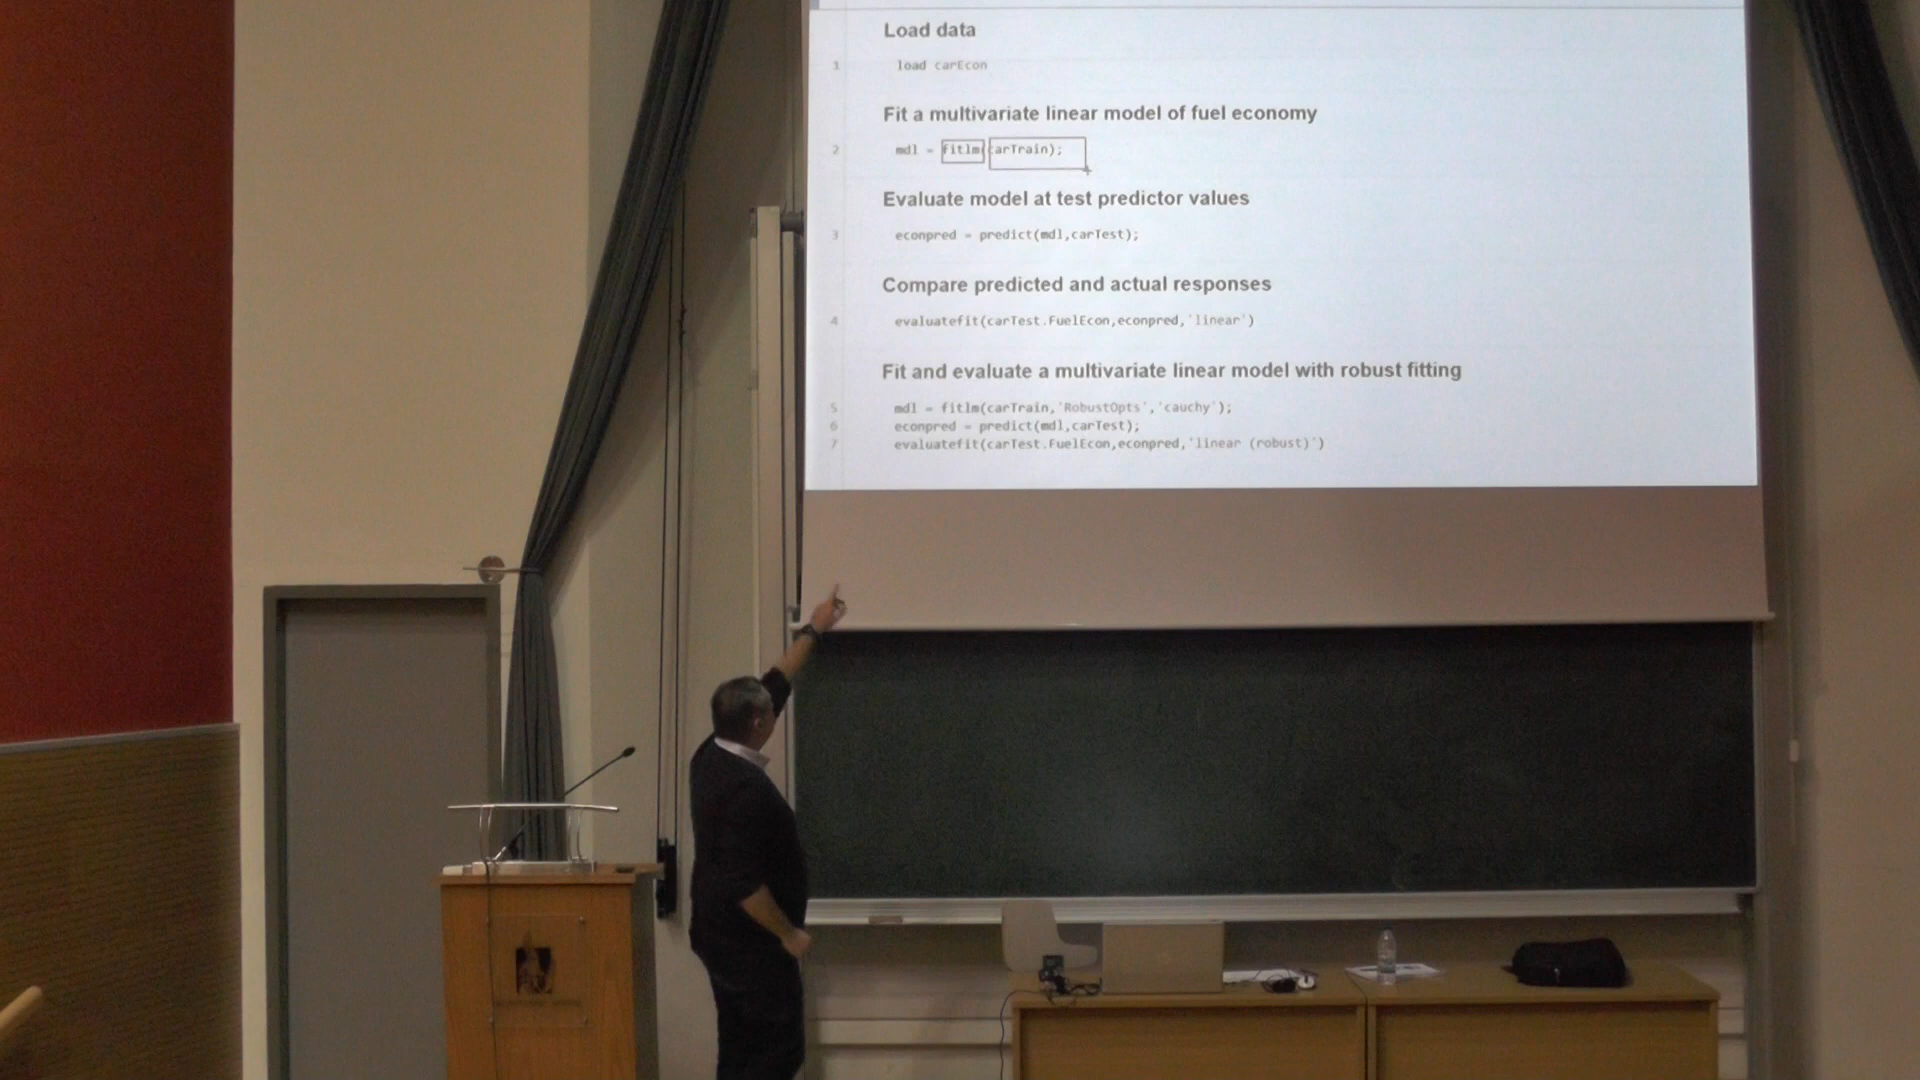 Load data
1 load carEcon
Fit a multivariate linear model of fuel economy
2 mdl = fitlm(carTrain);
Evaluate model at test predictor values
3 econpred = predict(mdl,carTest);
Compare predicted and actual responses
4 evaluatefit(carTest.FuelEcon,econpred,'linear')
Fit and evaluate a multivariate linear model with robust fitting
5 mdl = fitlm(carTrain,'RobustOpts','cauchy');
6 econpred = predict(mdl,carTest);
7 evaluatefit(carTest.FuelEcon,econpred,'linear (robust)')